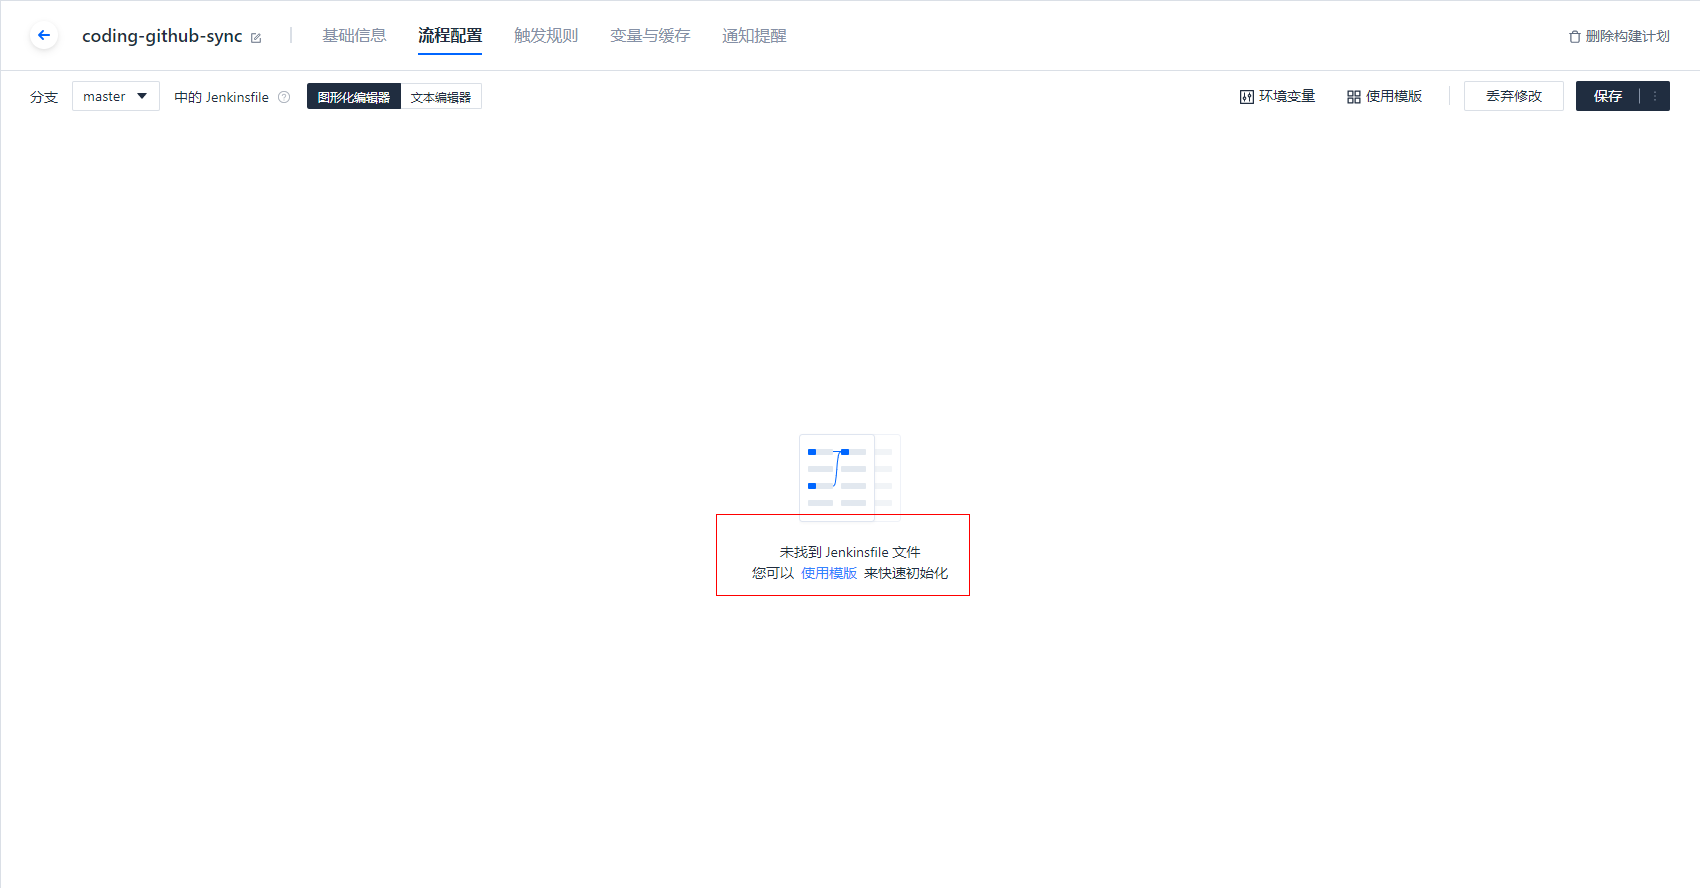 coding-github-sync 基础信息 流程配置 触发规则 变量与缓存 通知提醒 删除构建计划
分支 master 中的 Jenkinsfile 图形化编辑器 文本编辑器 环境变量 使用模版 丢弃修改 保存
未找到 Jenkinsfile 文件
您可以 使用模版 来快速初始化